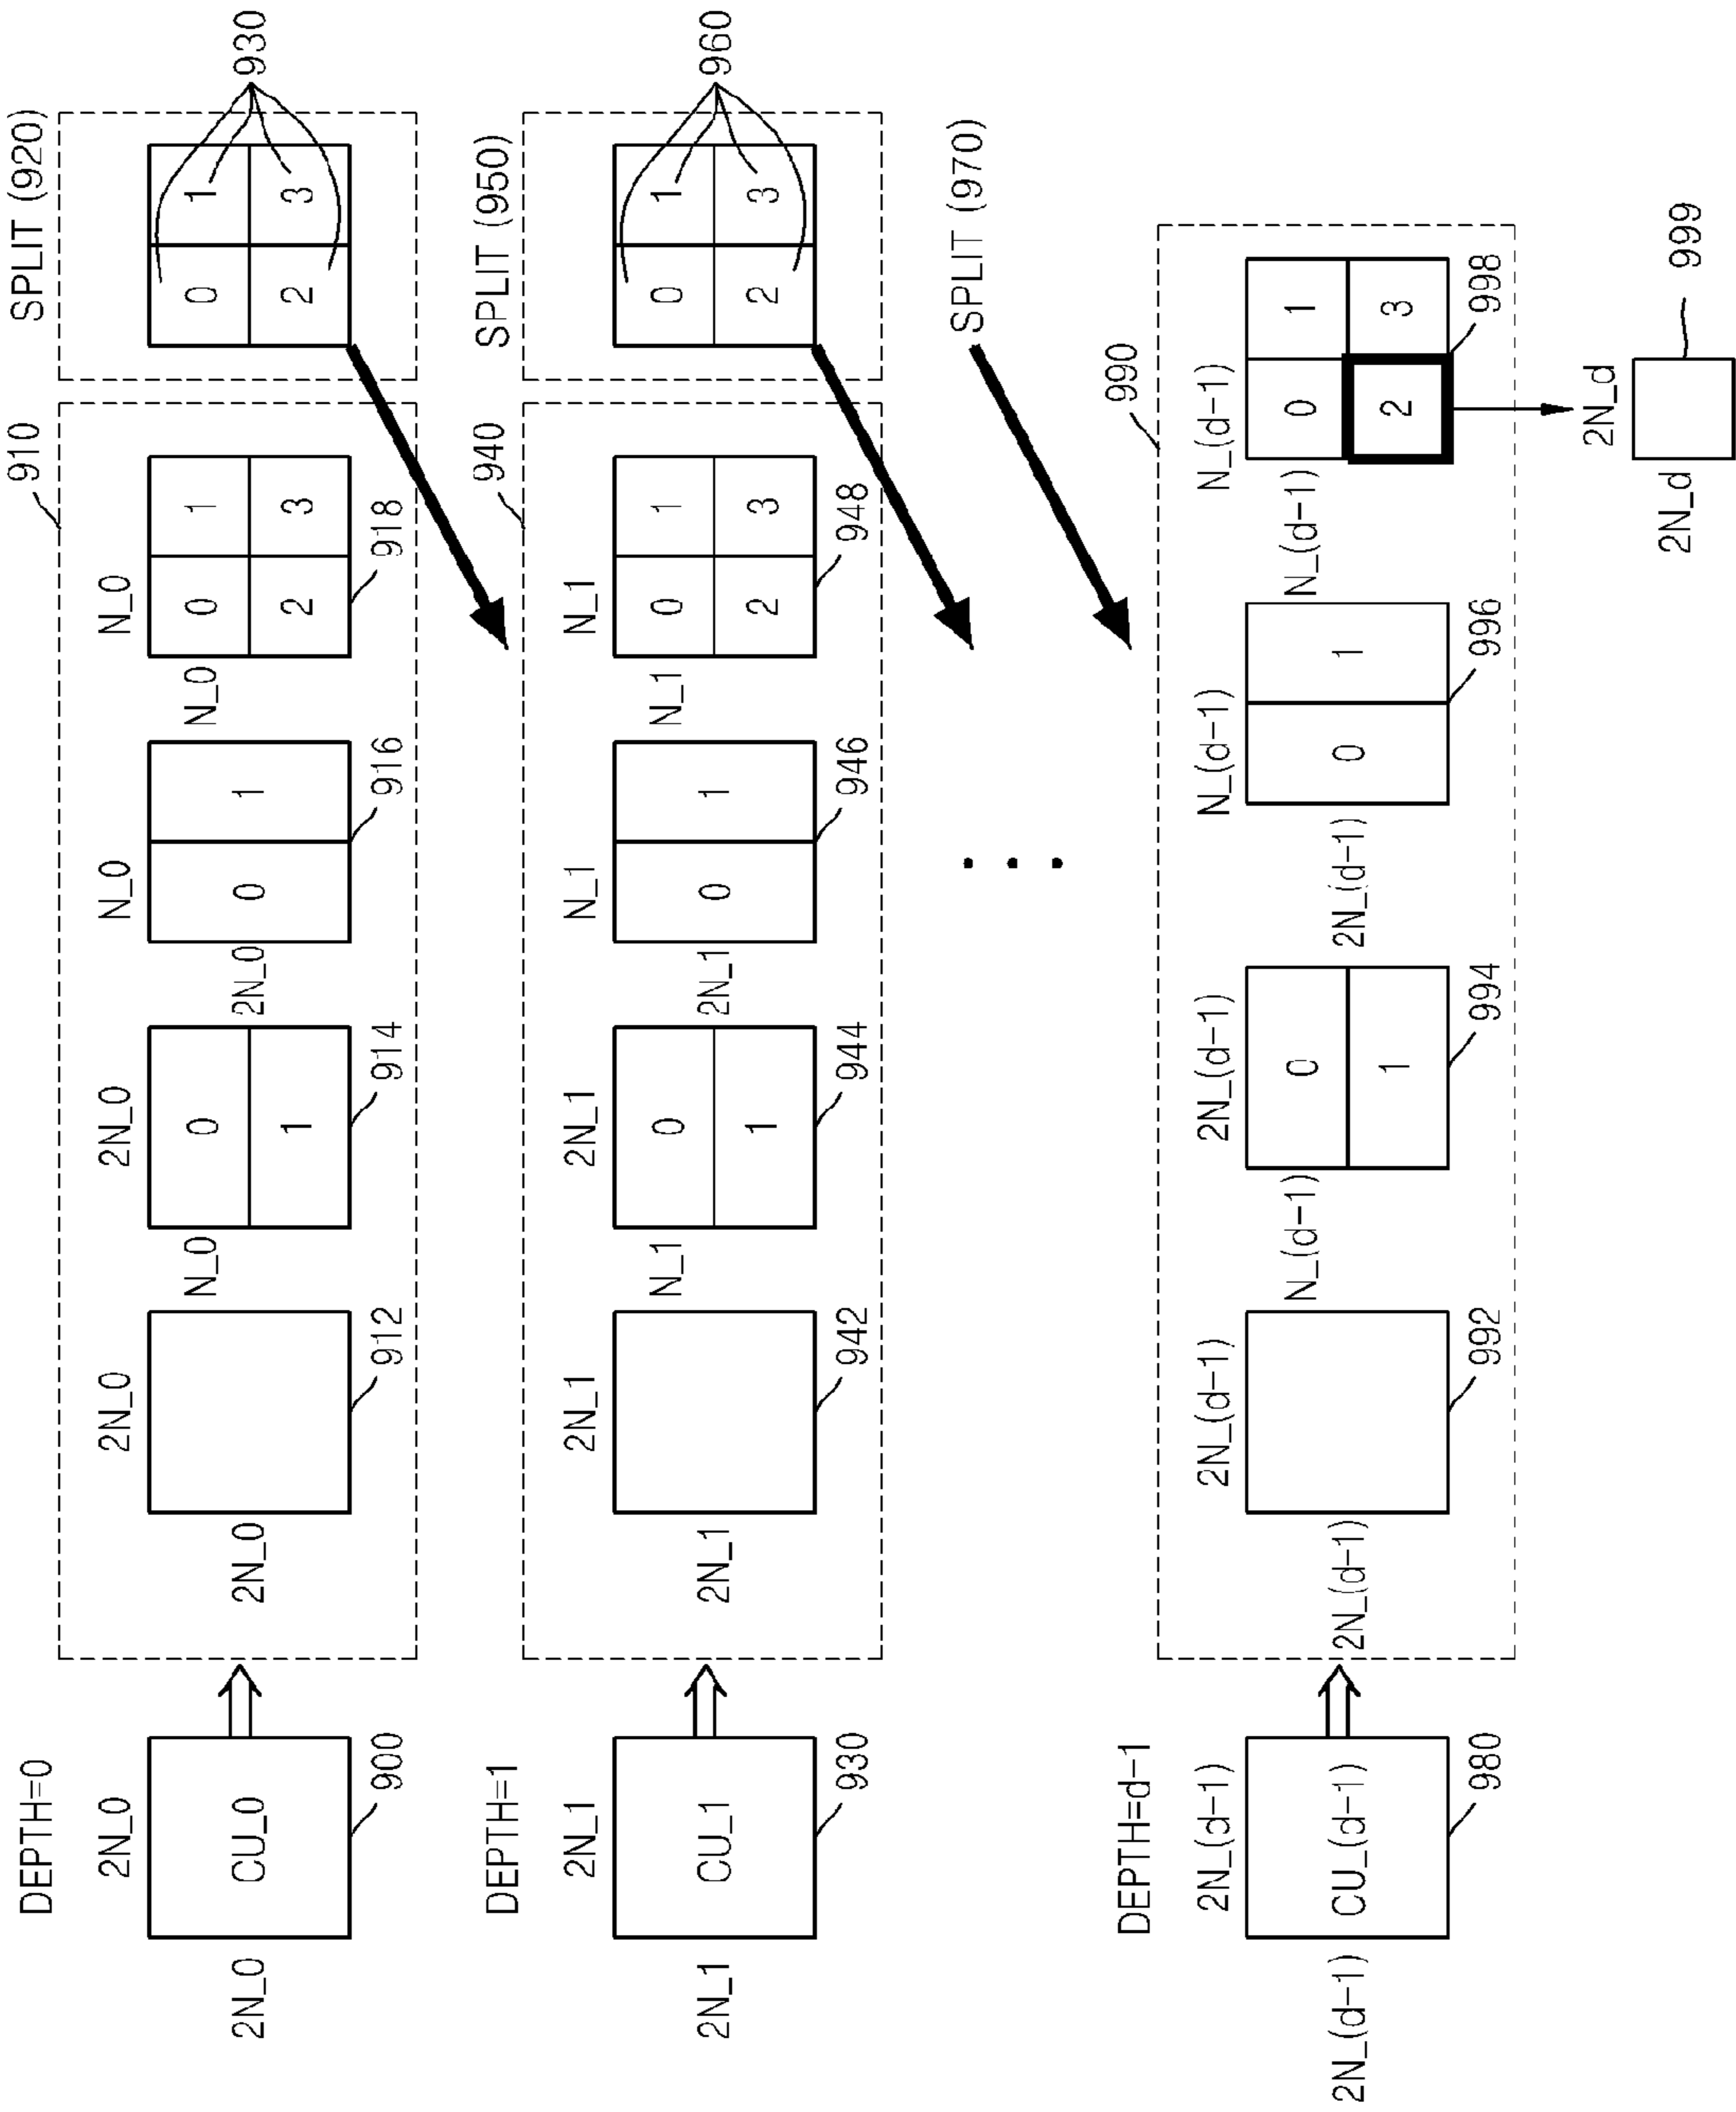 DEPTH=0
2N_0
2N_0
CU_0
900
910
2N_0
2N_0
912
2N_0
N_0
0
1
914
N_0
2N_0
0
1
916
N_0
N_0
0
1
2
3
918
SPLIT (920)
0
1
2
3
930
DEPTH=1
2N_1
2N_1
CU_1
930
940
2N_1
2N_1
942
2N_1
N_1
0
1
944
N_1
2N_1
0
1
946
N_1
N_1
0
1
2
3
948
SPLIT (950)
0
1
2
3
960
SPLIT (970)
DEPTH=d-1
2N_(d-1)
2N_(d-1)
CU_(d-1)
980
990
2N_(d-1)
2N_(d-1)
992
2N_(d-1)
N_(d-1)
0
1
994
N_(d-1)
2N_(d-1)
0
1
996
N_(d-1)
N_(d-1)
0
1
2
3
998
2N_d
2N_d
999